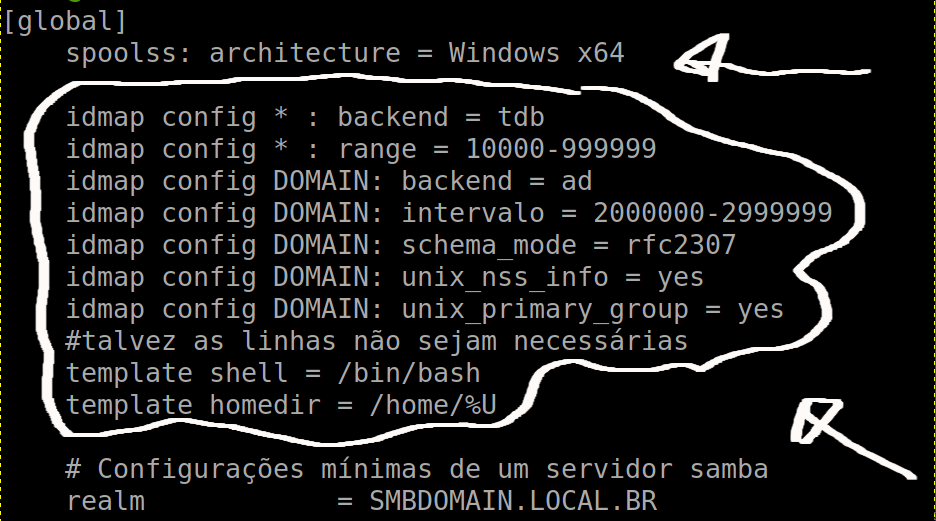 [global]
spoolss: architecture = Windows x64
idmap config * : backend = tdb
idmap config * : range = 10000-999999
idmap config DOMAIN: backend = ad
idmap config DOMAIN: intervalo = 2000000-2999999
idmap config DOMAIN: schema_mode = rfc2307
idmap config DOMAIN: unix_nss_info = yes
idmap config DOMAIN: unix_primary_group = yes
#talvez as linhas não sejam necessárias
template shell = /bin/bash
template homedir = /home/%U
# Configurações mínimas de um servidor samba
realm = SMBDOMAIN.LOCAL.BR